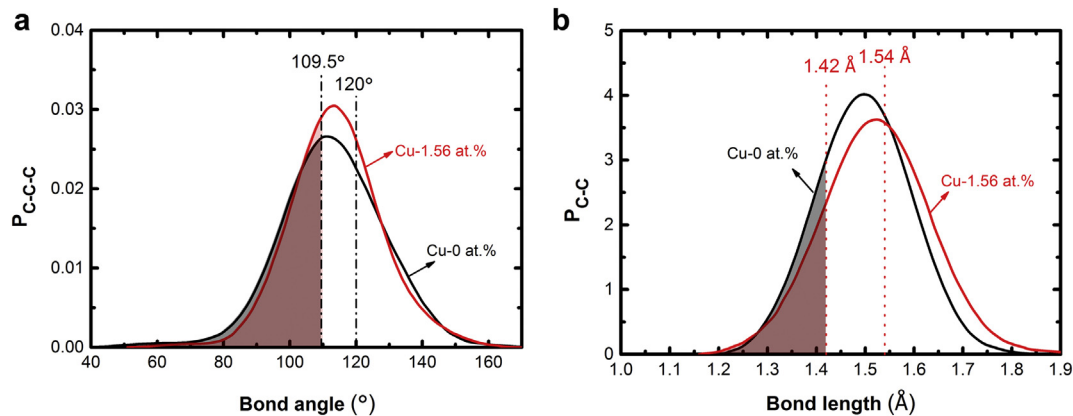 a
0.04
0.03
0.02
0.01
0.00
P_C-C-C
109.5°
120°
Cu-1.56 at.%
Cu-0 at.%
40 60 80 100 120 140 160
Bond angle (°)
b
5
4
3
2
1
0
P_C-C
1.42 Å
1.54 Å
Cu-0 at.%
Cu-1.56 at.%
1.0 1.1 1.2 1.3 1.4 1.5 1.6 1.7 1.8 1.9
Bond length (Å)